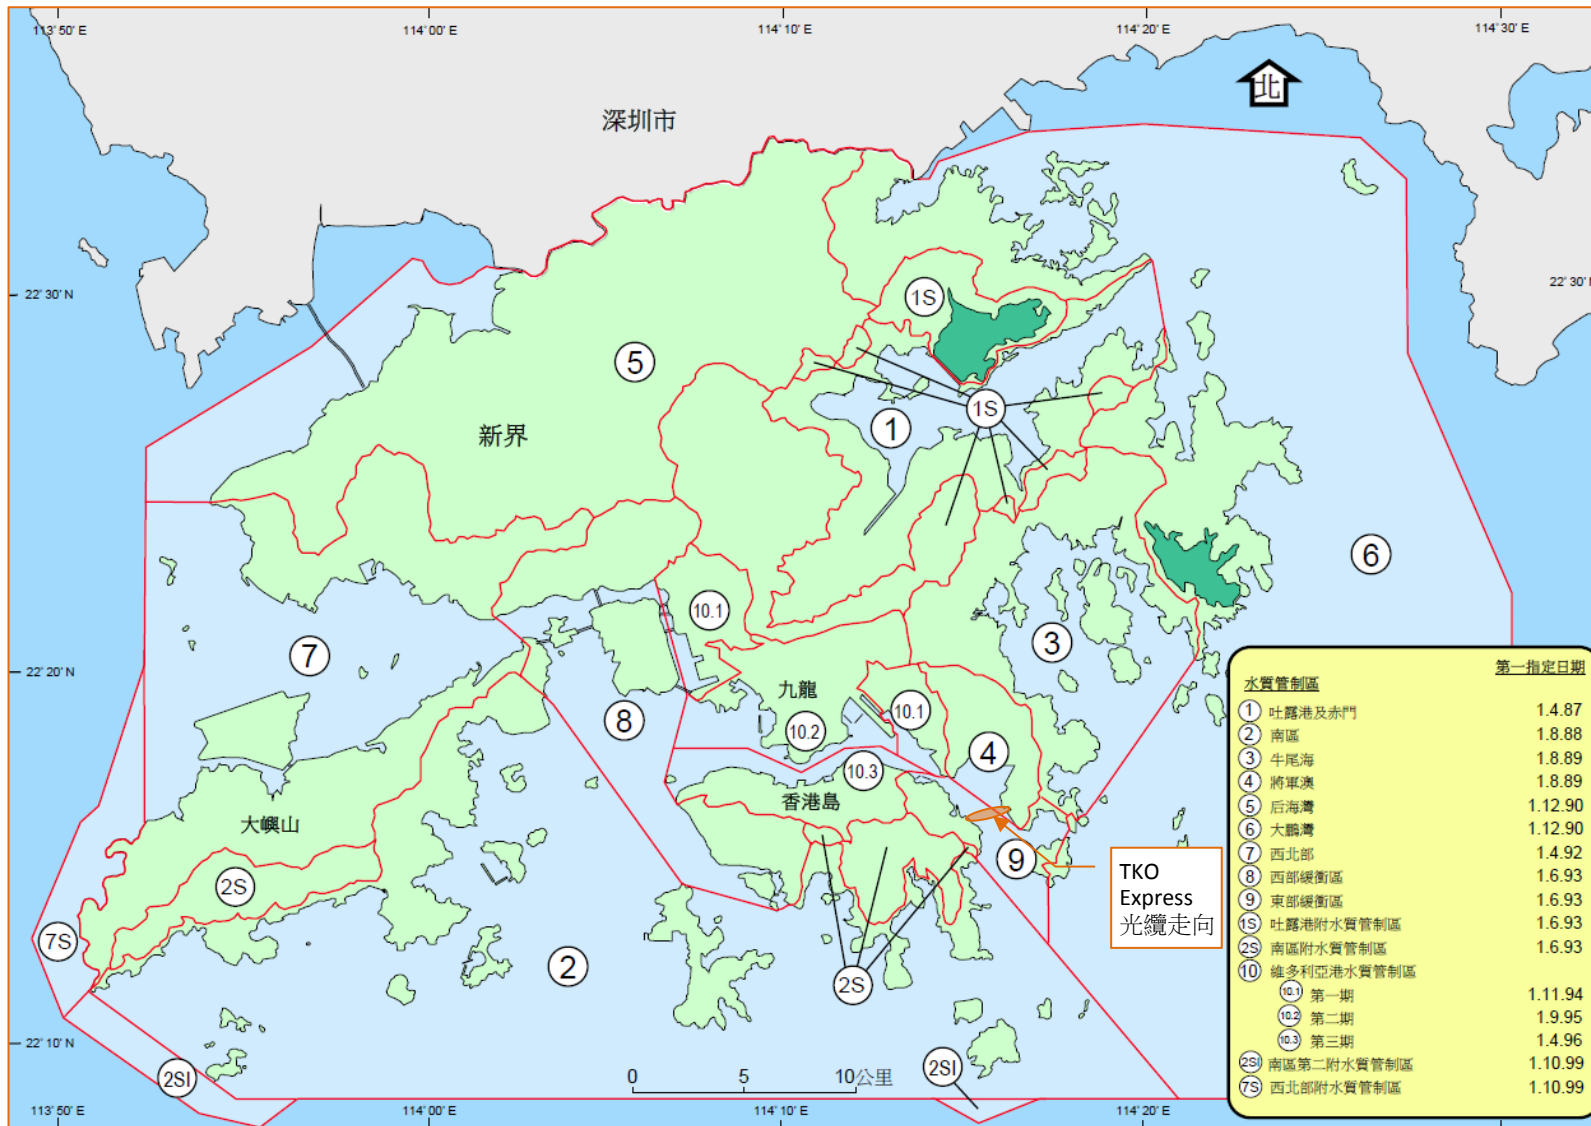 113° 50' E
114° 00' E
114° 10' E
114° 20' E
114° 30' E
北
深圳市
22° 30' N
22° 30' N
1S
5
1S
1
新界
6
10.1
3
7
22° 20' N
九龍
10.1
8
10.2
4
10.3
香港島
大嶼山
9
TKO
Express
光纜走向
2S
7S
2
2S
22° 10' N
2SI
2SI
0 5 10公里
113° 50' E
114° 00' E
114° 10' E
114° 20' E
第一指定日期
水質管制區
1 吐露港及赤門 1.4.87
2 南區 1.8.88
3 牛尾海 1.8.89
4 將軍澳 1.8.89
5 后海灣 1.12.90
6 大鵬灣 1.12.90
7 西北部 1.4.92
8 西部緩衝區 1.6.93
9 東部緩衝區 1.6.93
1S 吐露港附水質管制區 1.6.93
2S 南區附水質管制區 1.6.93
10 維多利亞港水質管制區
10.1 第一期 1.11.94
10.2 第二期 1.9.95
10.3 第三期 1.4.96
2SI 南區第二附水質管制區 1.10.99
7S 西北部附水質管制區 1.10.99